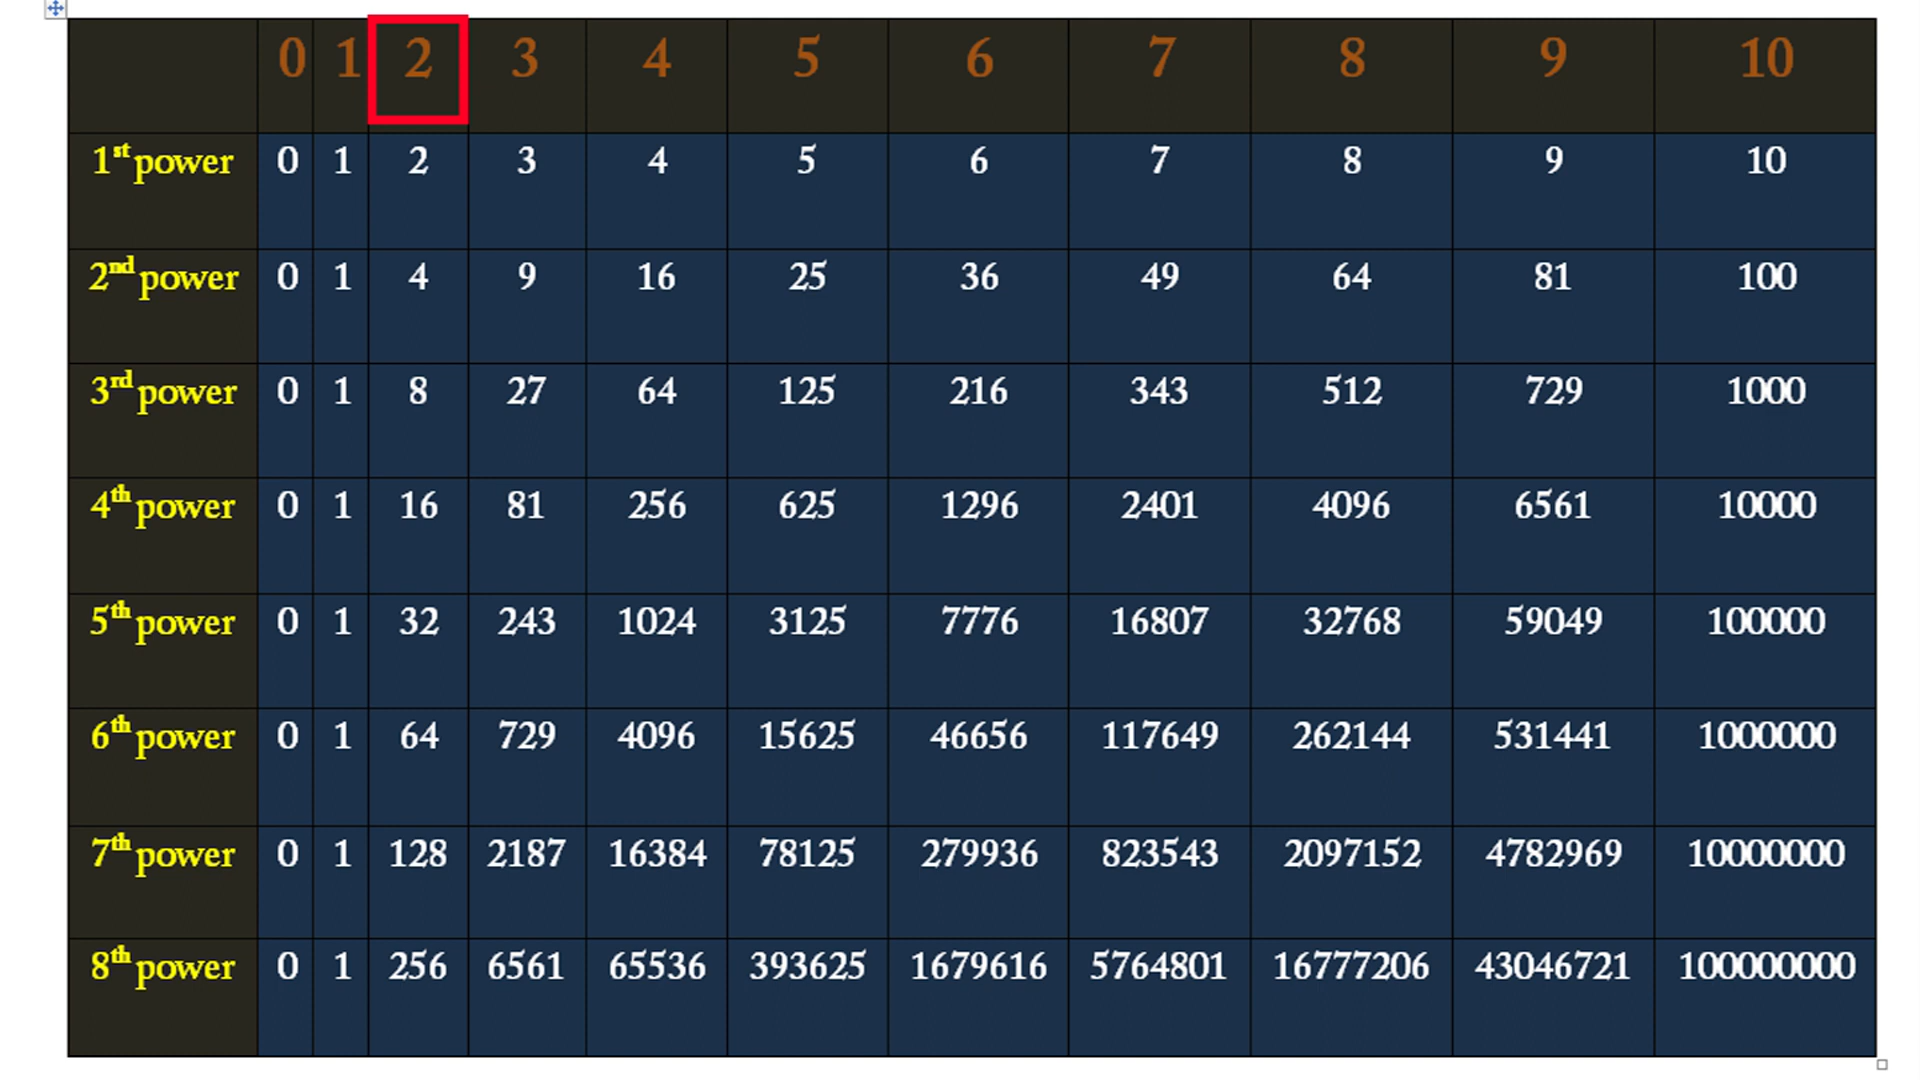 0 1 2 3 4 5 6 7 8 9 10
1st power 0 1 2 3 4 5 6 7 8 9 10
2nd power 0 1 4 9 16 25 36 49 64 81 100
3rd power 0 1 8 27 64 125 216 343 512 729 1000
4th power 0 1 16 81 256 625 1296 2401 4096 6561 10000
5th power 0 1 32 243 1024 3125 7776 16807 32768 59049 100000
6th power 0 1 64 729 4096 15625 46656 117649 262144 531441 1000000
7th power 0 1 128 2187 16384 78125 279936 823543 2097152 4782969 10000000
8th power 0 1 256 6561 65536 393625 1679616 5764801 16777206 43046721 100000000